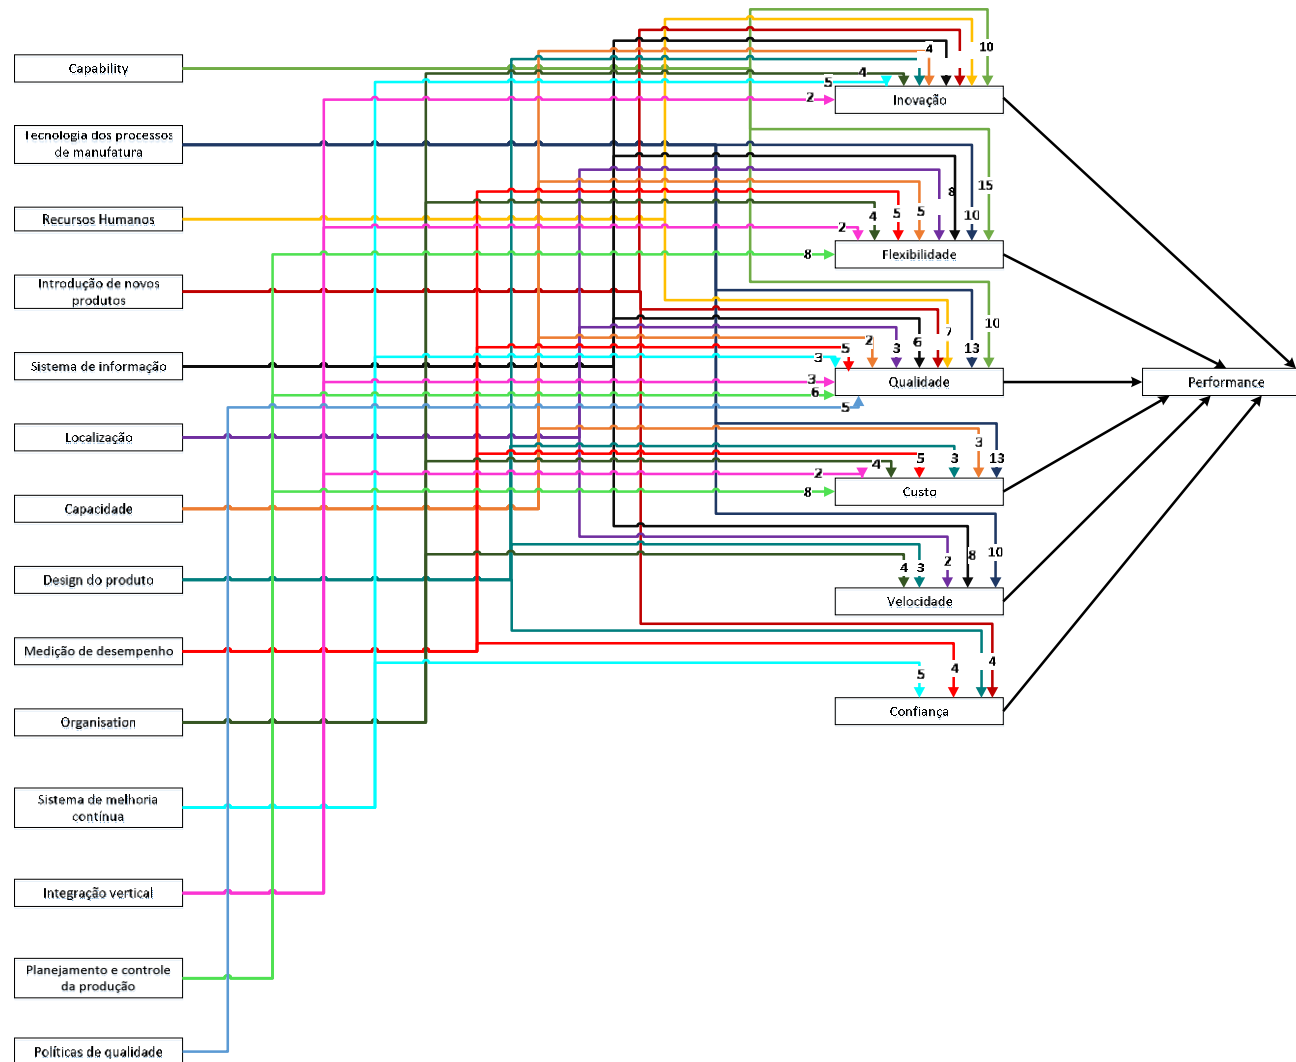 Capability
Tecnologia dos processos
de manufatura
Recursos Humanos
Introdução de novos
produtos
Sistema de informação
Localização
Capacidade
Design do produto
Medição de desempenho
Organisation
Sistema de melhoria
contínua
Integração vertical
Planejamento e controle
da produção
Políticas de qualidade
10
4
4
5
2
Inovação
15
8
10
5
5
4
2
8
Flexibilidade
10
13
7
6
3
2
5
3
3
6
5
Qualidade
3
13
3
5
4
2
8
Custo
10
8
2
3
4
Velocidade
4
4
5
Confiança
Performance